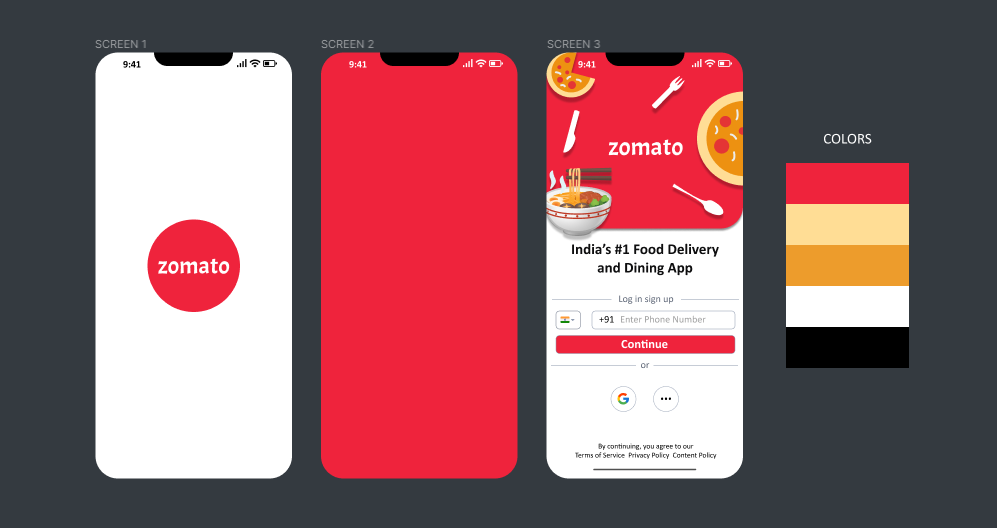 SCREEN 1
9:41
zomato
SCREEN 2
9:41
SCREEN 3
9:41
zomato
India's #1 Food Delivery
and Dining App
Log in sign up
+91 Enter Phone Number
Continue
or
G
By continuing, you agree to our
Terms of Service Privacy Policy Content Policy
COLORS